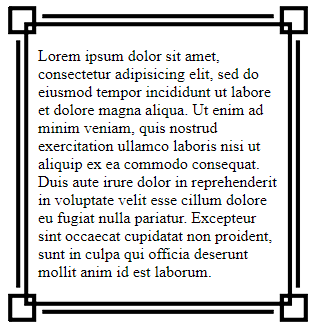 Lorem ipsum dolor sit amet,
consectetur adipisicing elit, sed do
eiusmod tempor incididunt ut labore
et dolore magna aliqua. Ut enim ad
minim veniam, quis nostrud
exercitation ullamco laboris nisi ut
aliquip ex ea commodo consequat.
Duis aute irure dolor in reprehenderit
in voluptate velit esse cillum dolore
eu fugiat nulla pariatur. Excepteur
sint occaecat cupidatat non proident,
sunt in culpa qui officia deserunt
mollit anim id est laborum.